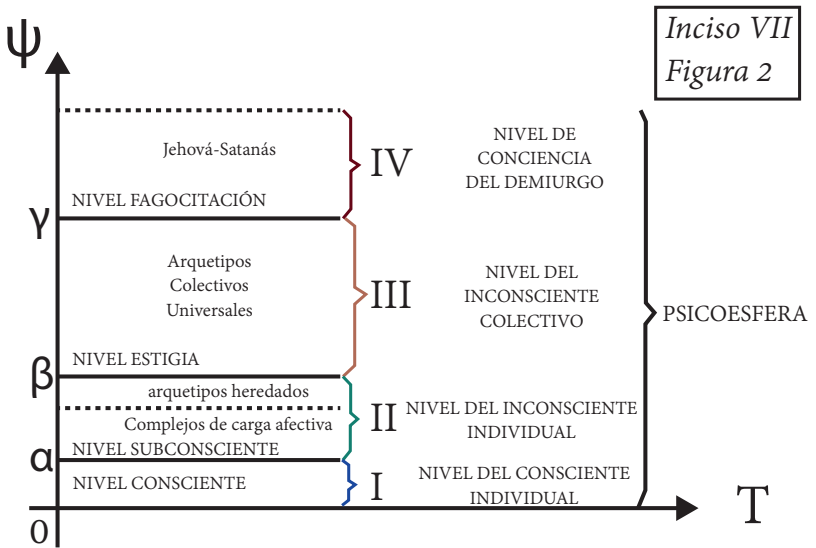 Inciso VII
Figura 2
ψ
Jehová-Satanás
IV
NIVEL DE
CONCIENCIA
DEL DEMIURGO
NIVEL FAGOCITACIÓN
γ
Arquetipos
Colectivos
Universales
III
NIVEL DEL
INCONSCIENTE
COLECTIVO
PSICOESFERA
NIVEL ESTIGIA
β
arquetipos heredados
Complejos de carga afectiva
II
NIVEL DEL INCONSCIENTE
INDIVIDUAL
NIVEL SUBCONSCIENTE
α
NIVEL CONSCIENTE
I
NIVEL DEL CONSCIENTE
INDIVIDUAL
T
0